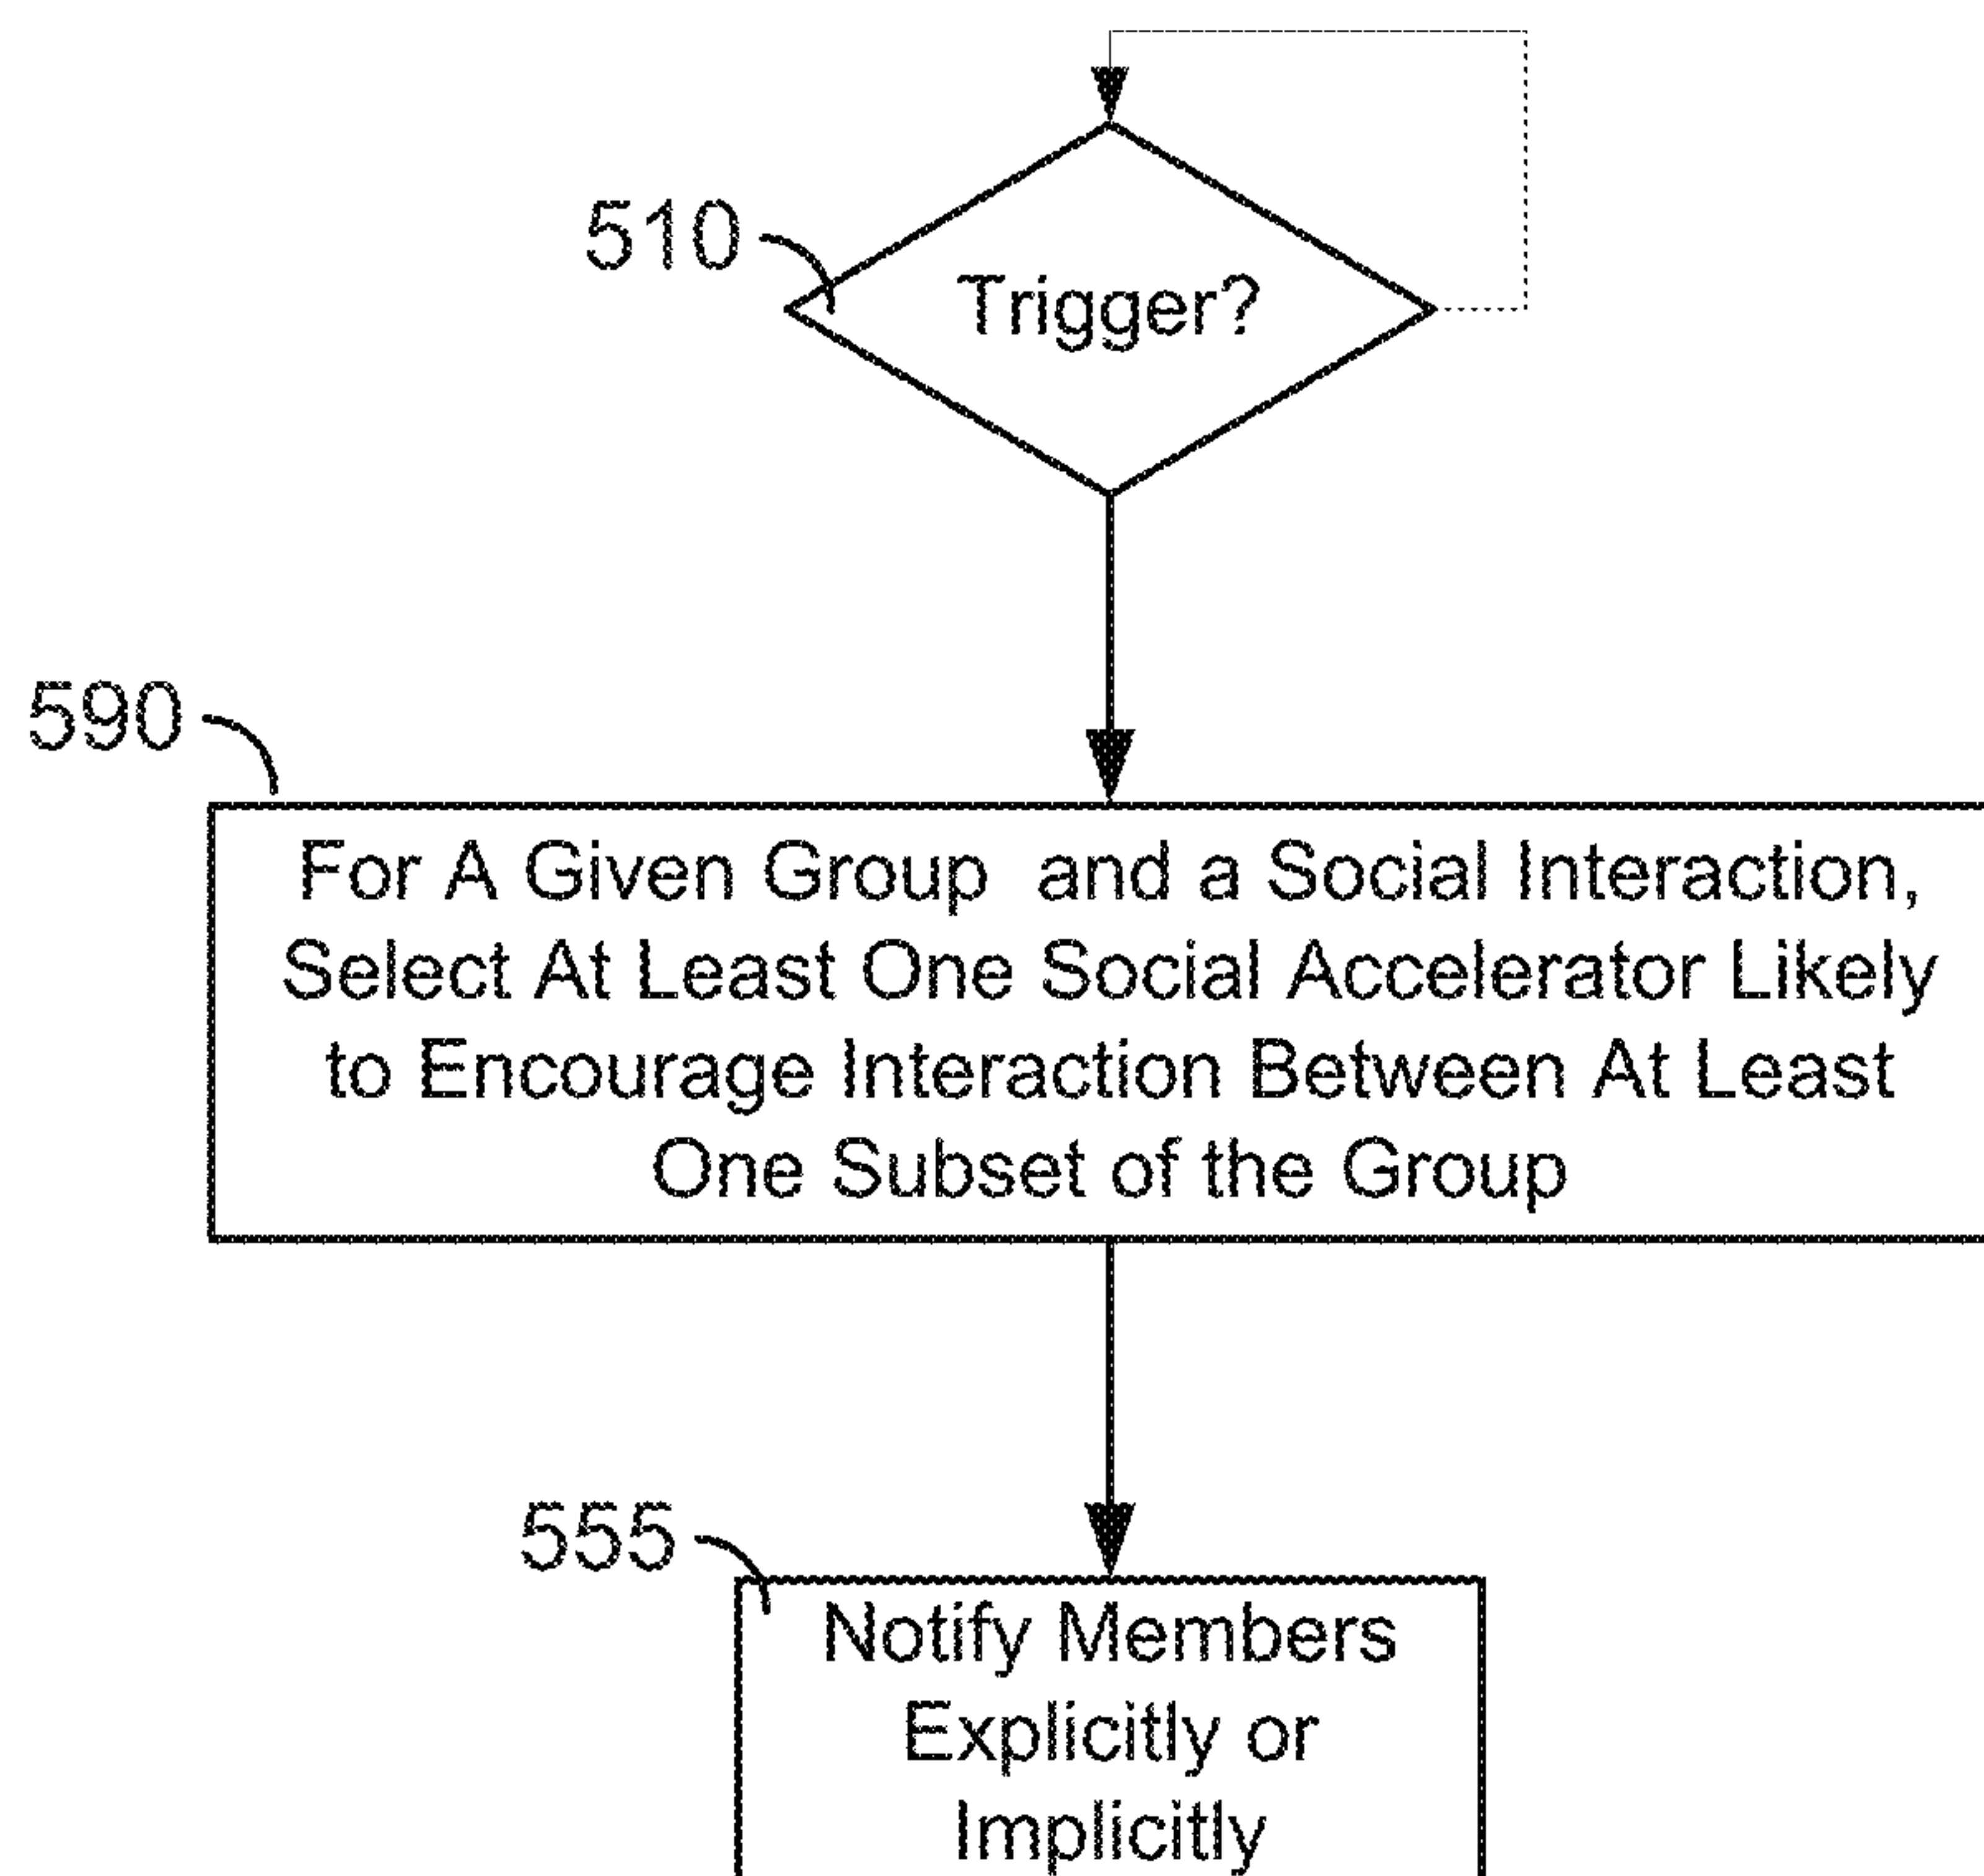 510
Trigger?
590
For A Given Group and a Social Interaction,
Select At Least One Social Accelerator Likely
to Encourage Interaction Between At Least
One Subset of the Group
555
Notify Members
Explicitly or
Implicitly